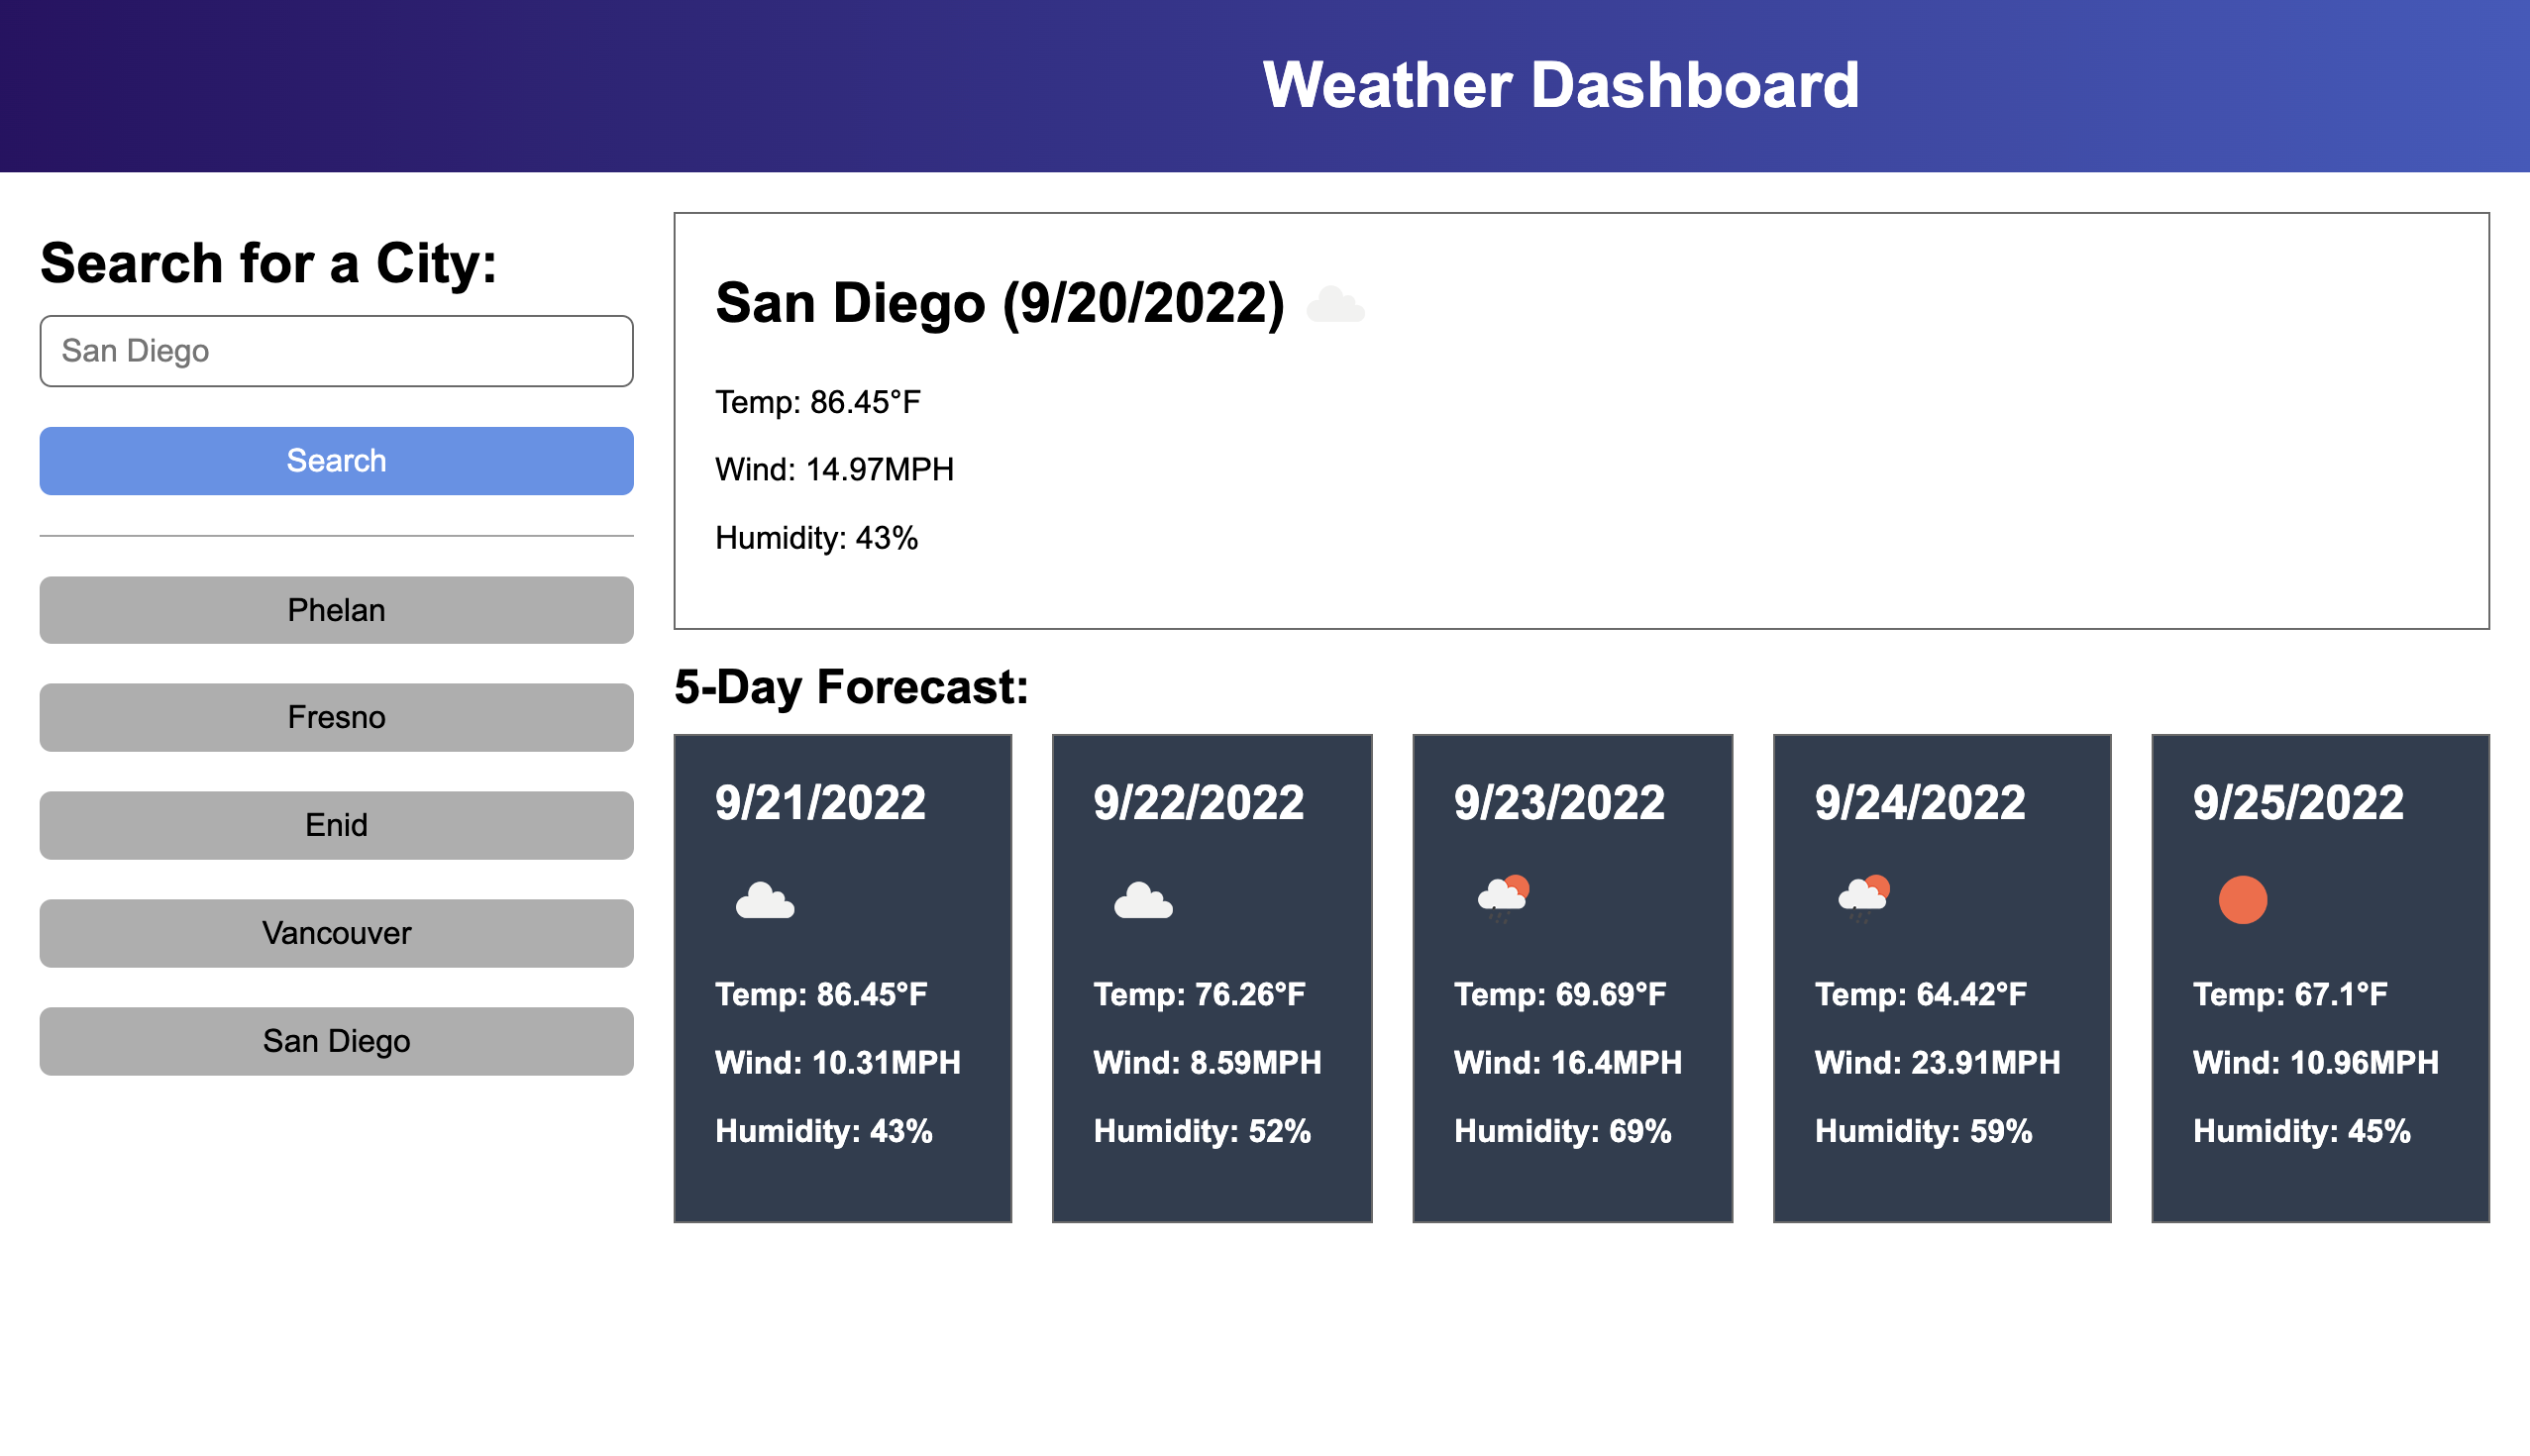 Weather Dashboard
Search for a City:
San Diego
Search
Phelan
Fresno
Enid
Vancouver
San Diego
San Diego (9/20/2022)
Temp: 86.45°F
Wind: 14.97MPH
Humidity: 43%
5-Day Forecast:
9/21/2022
Temp: 86.45°F
Wind: 10.31MPH
Humidity: 43%
9/22/2022
Temp: 76.26°F
Wind: 8.59MPH
Humidity: 52%
9/23/2022
Temp: 69.69°F
Wind: 16.4MPH
Humidity: 69%
9/24/2022
Temp: 64.42°F
Wind: 23.91MPH
Humidity: 59%
9/25/2022
Temp: 67.1°F
Wind: 10.96MPH
Humidity: 45%